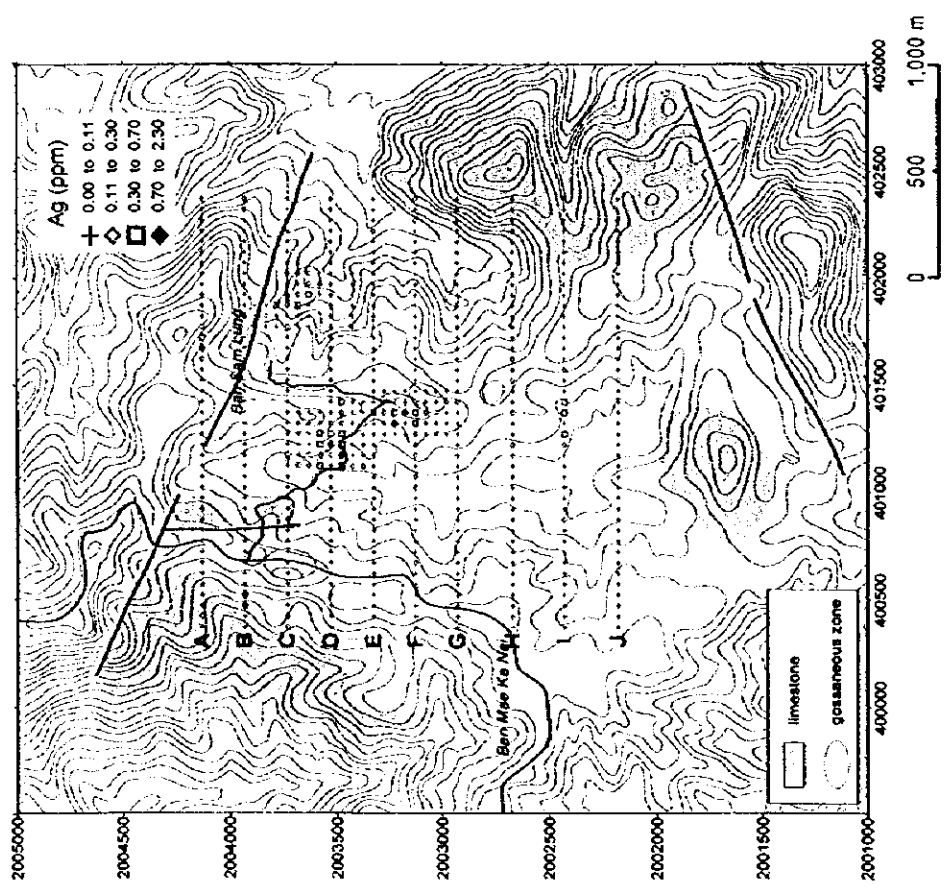 Ag (ppm)
0.00 to 0.11
0.11 to 0.30
0.30 to 0.70
0.70 to 2.30
2005000
2004500
2004000
2003500
2003000
2002500
2002000
2001500
2001000
A
B
C
D
E
F
G
H
I
J
Ban Sam Lung
Ban Mae Ka Nai
limestone
gossaneous zone
400000
400500
401000
401500
402000
402500
403000
0 500 1,000 m